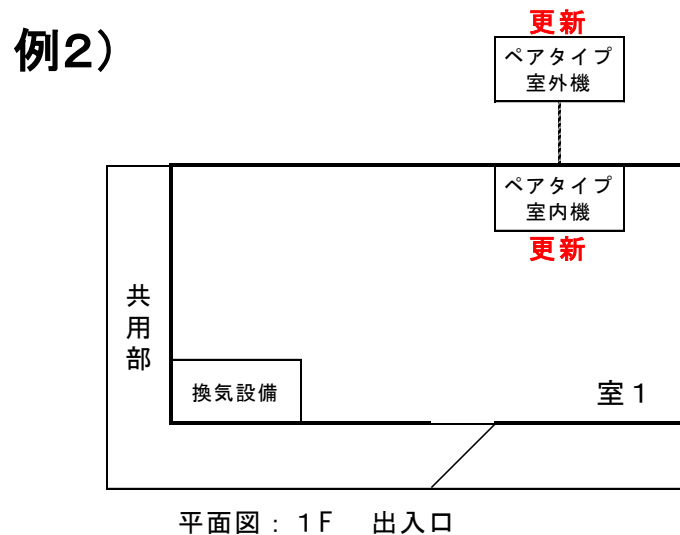 例2）
更新
ペアタイプ
室外機
ペアタイプ
室内機
更新
共用部
換気設備
室１
平面図：１F　出入口